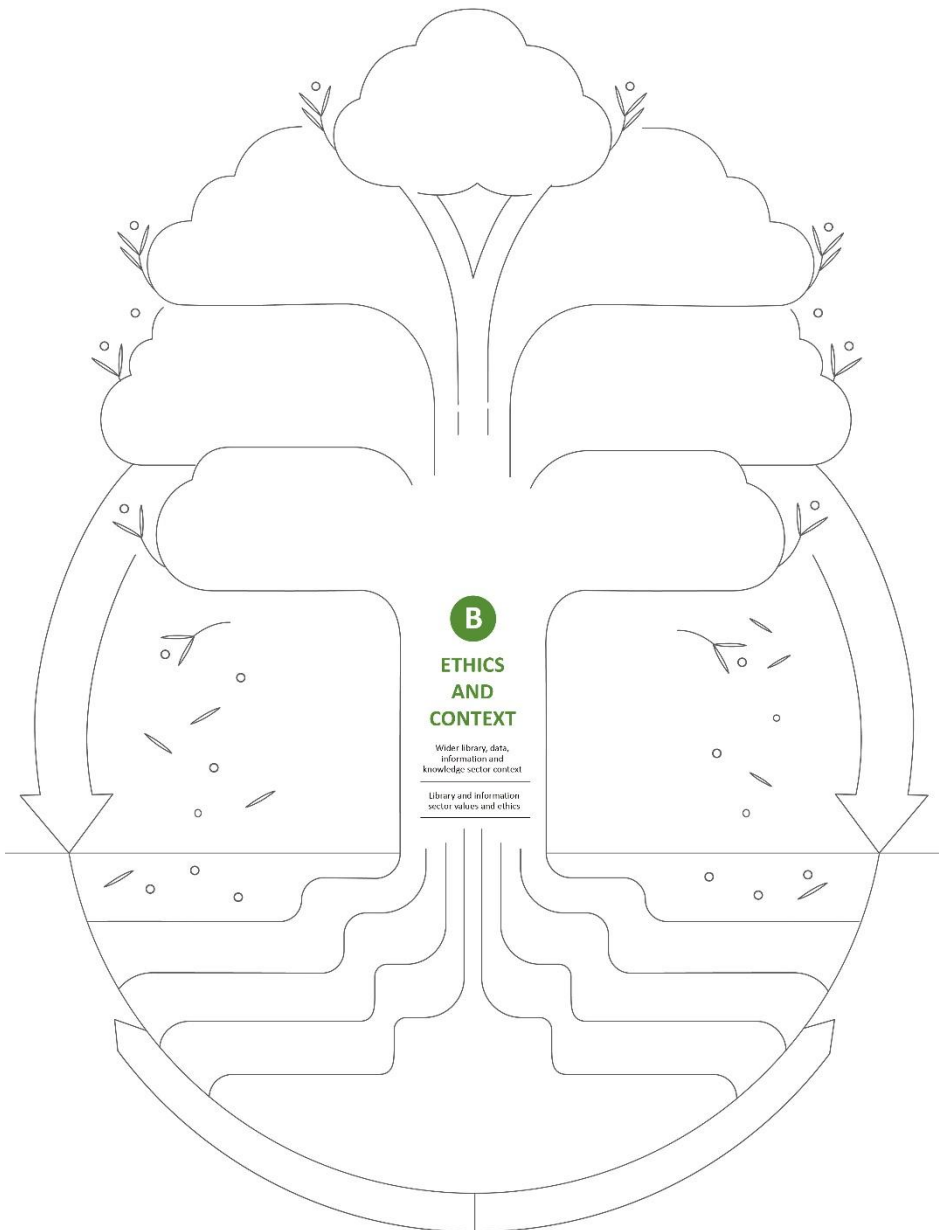 B
ETHICS
AND
CONTEXT
Wider library, data,
information and
knowledge sector context
Library and information
sector values and ethics